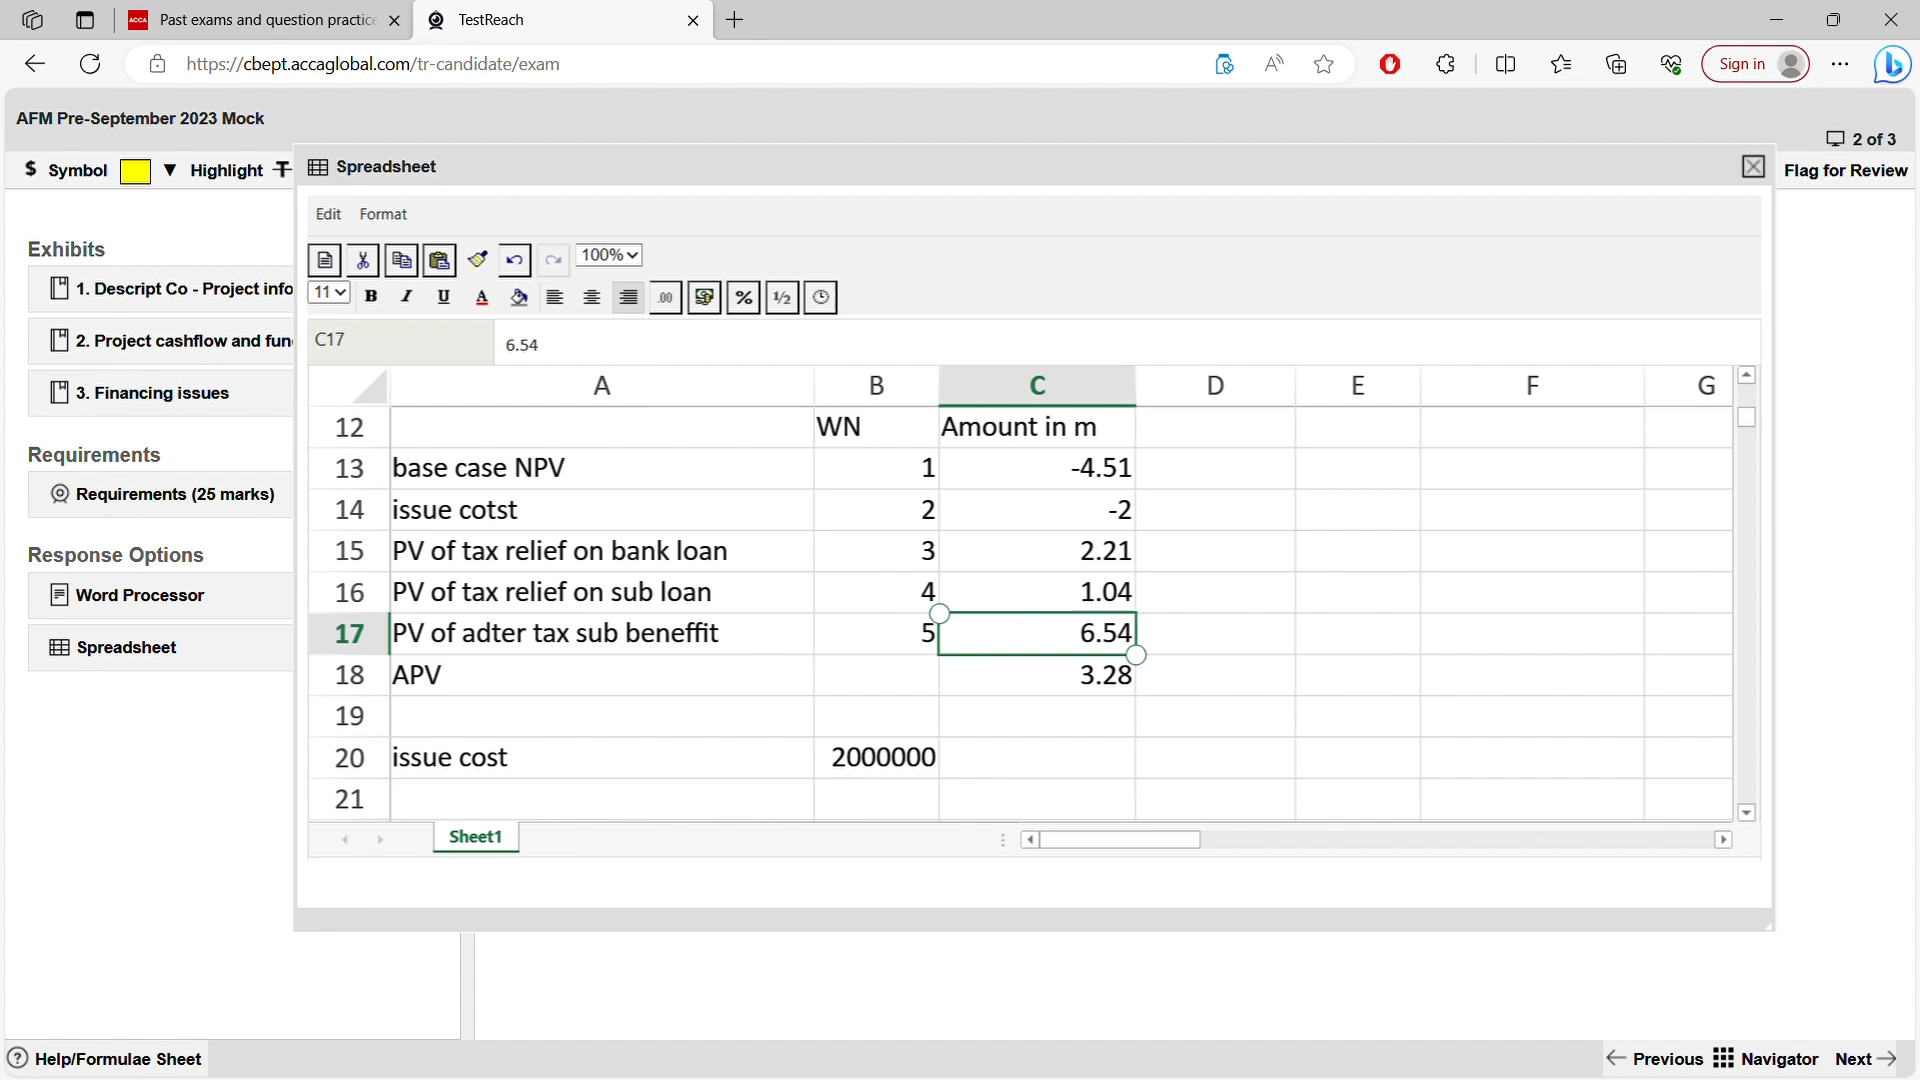 Past exams and question practice
TestReach
https://cbept.accaglobal.com/tr-candidate/exam
Sign in
AFM Pre-September 2023 Mock
2 of 3
$ Symbol ▼ Highlight T
Spreadsheet
Flag for Review
Edit Format
100%
11 B I U A .00 % 1/2
C17 6.54
A B C D E F G
12 WN Amount in m
13 base case NPV 1 -4.51
14 issue cotst 2 -2
15 PV of tax relief on bank loan 3 2.21
16 PV of tax relief on sub loan 4 1.04
17 PV of adter tax sub beneffit 5 6.54
18 APV 3.28
19
20 issue cost 2000000
21
Sheet1
Exhibits
1. Descript Co - Project info
2. Project cashflow and fun
3. Financing issues
Requirements
Requirements (25 marks)
Response Options
Word Processor
Spreadsheet
? Help/Formulae Sheet
Previous Navigator Next